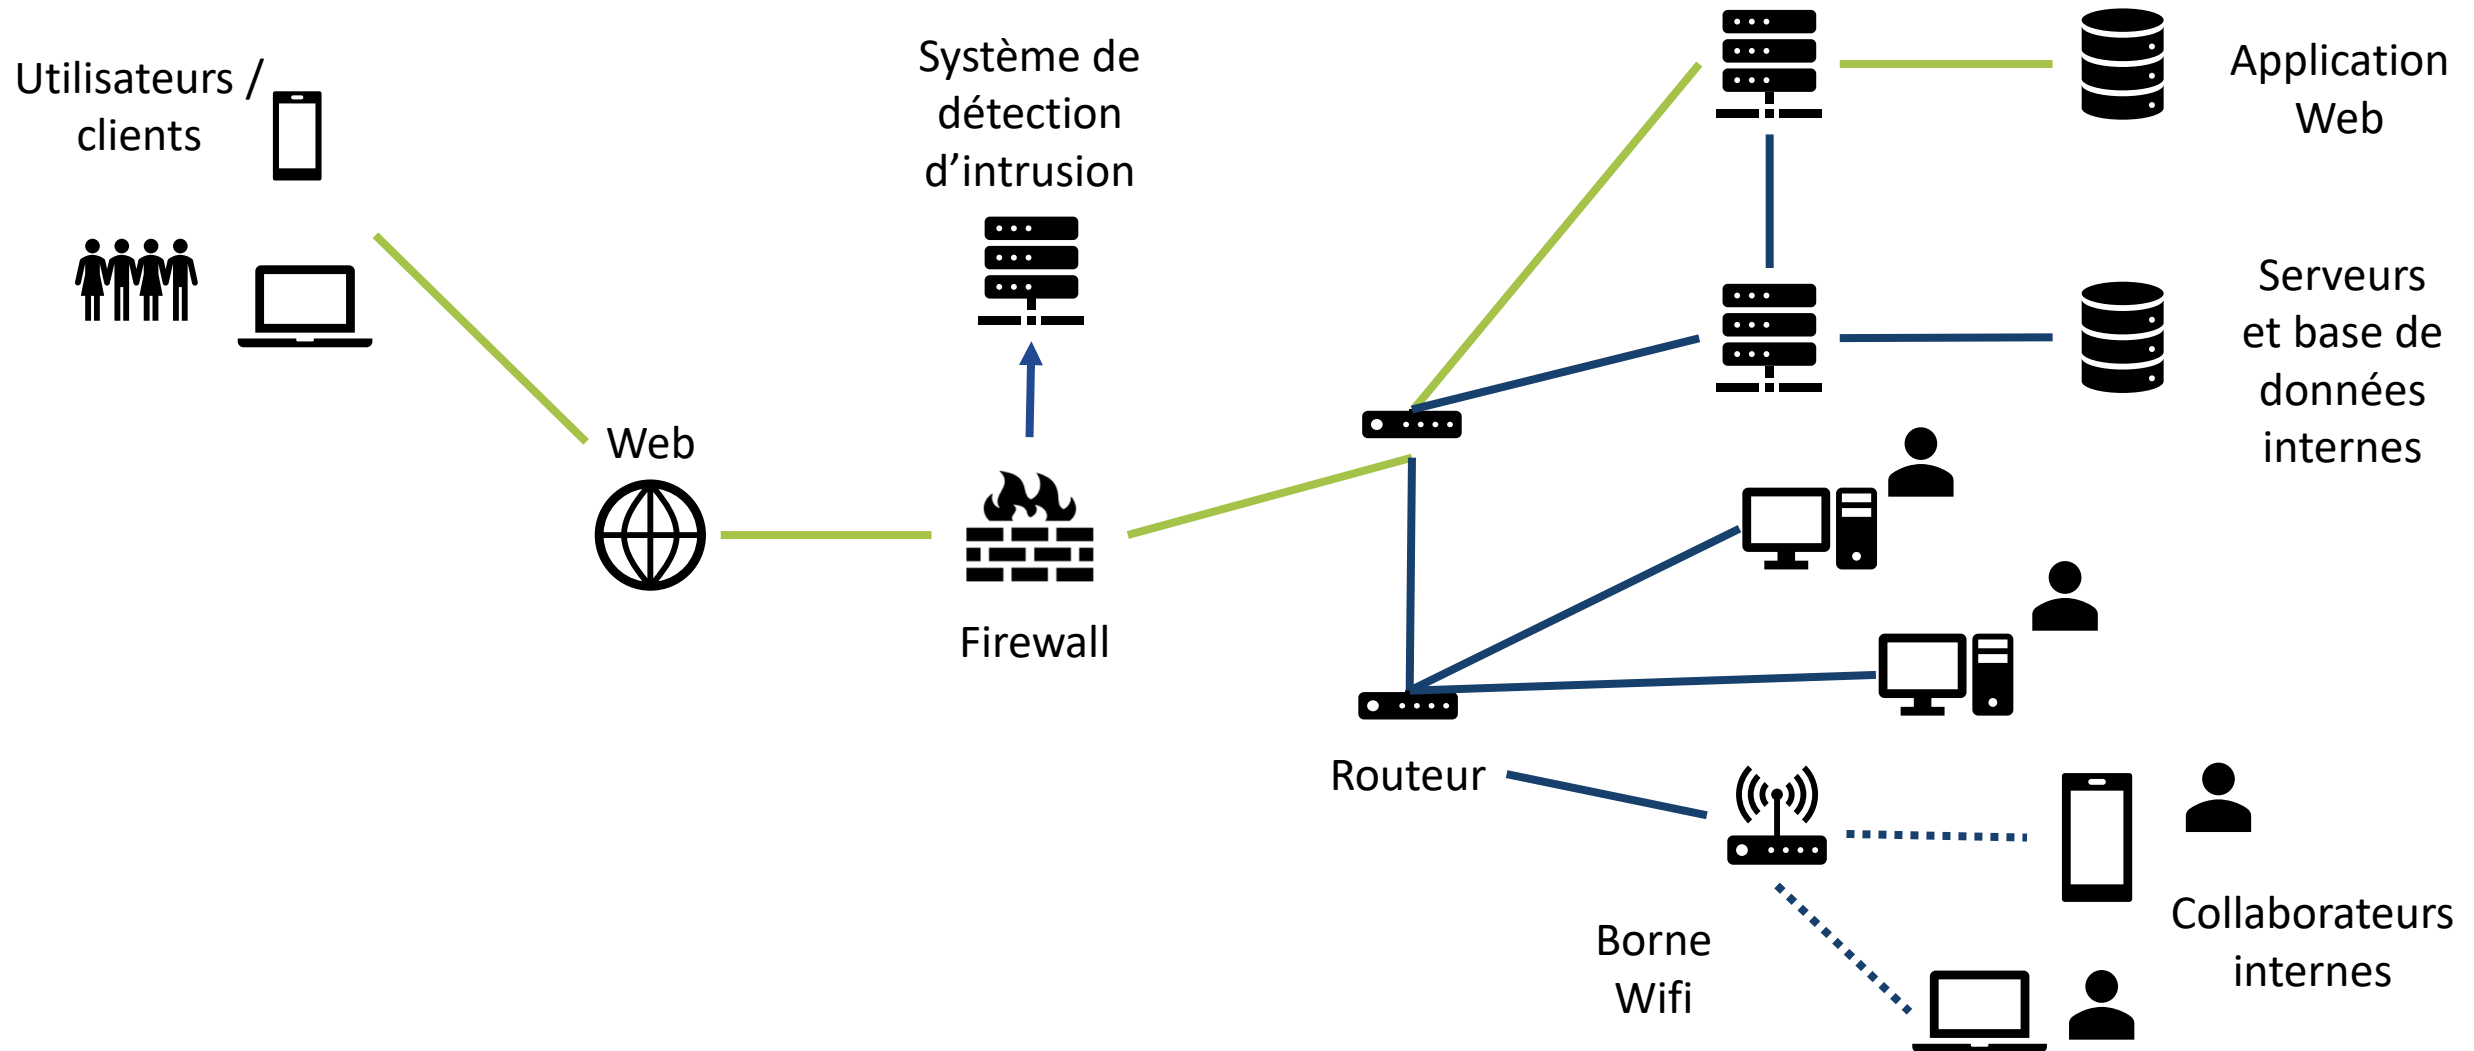 Utilisateurs /
clients
Système de
détection
d’intrusion
Application
Web
Serveurs
et base de
données
internes
Web
Firewall
Routeur
Borne
Wifi
Collaborateurs
internes